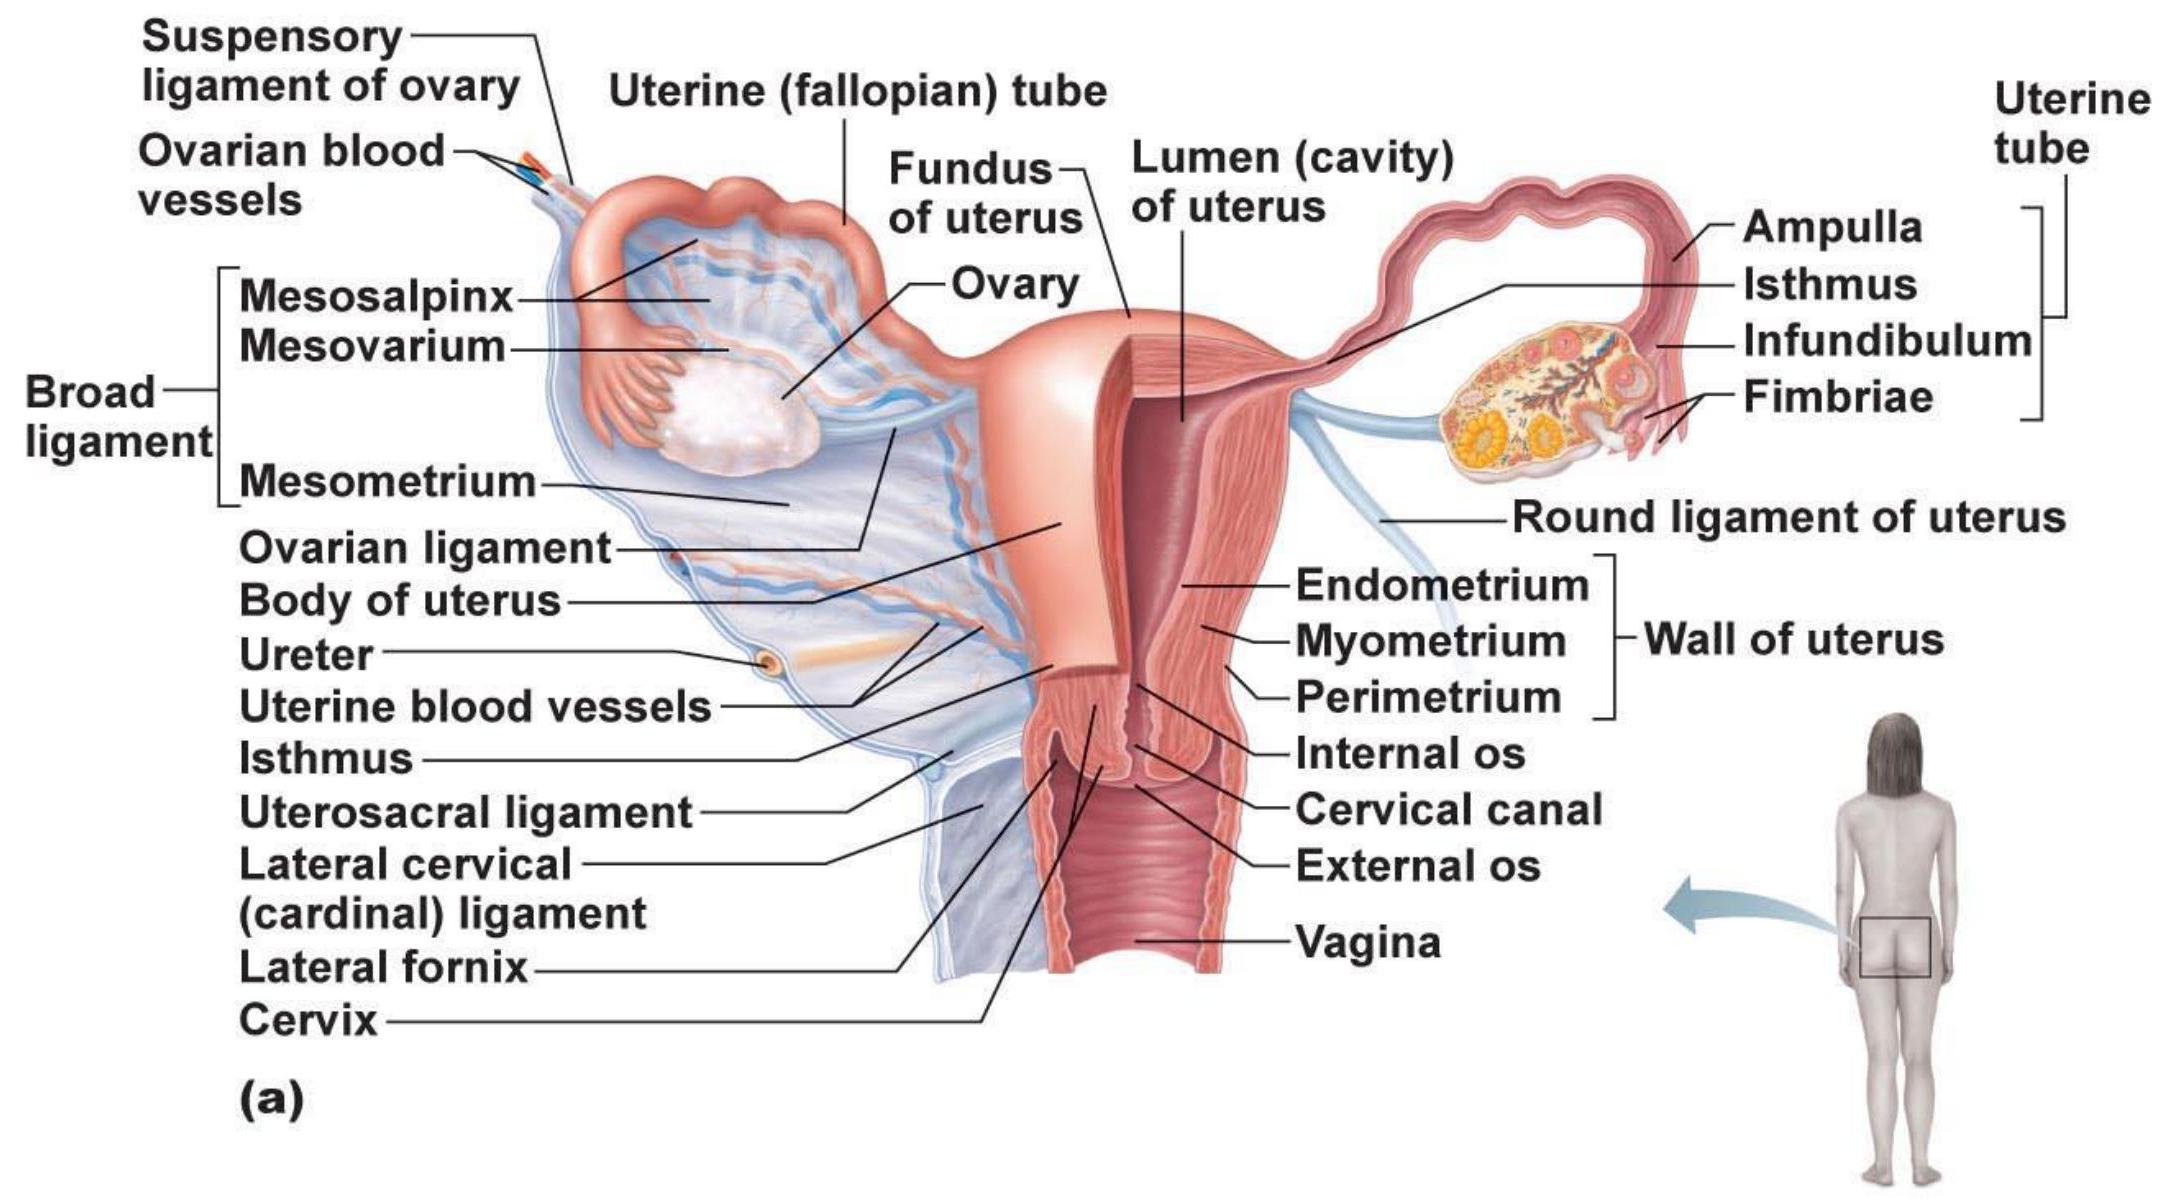 Suspensory
ligament of ovary
Ovarian blood
vessels
Uterine (fallopian) tube
Fundus
of uterus
Lumen (cavity)
of uterus
Ovary
Uterine
tube
Ampulla
Isthmus
Infundibulum
Fimbriae
Broad
ligament
Mesosalpinx
Mesovarium
Mesometrium
Ovarian ligament
Body of uterus
Ureter
Uterine blood vessels
Isthmus
Uterosacral ligament
Lateral cervical
(cardinal) ligament
Lateral fornix
Cervix
Round ligament of uterus
Endometrium
Myometrium
Perimetrium
Wall of uterus
Internal os
Cervical canal
External os
Vagina
(a)